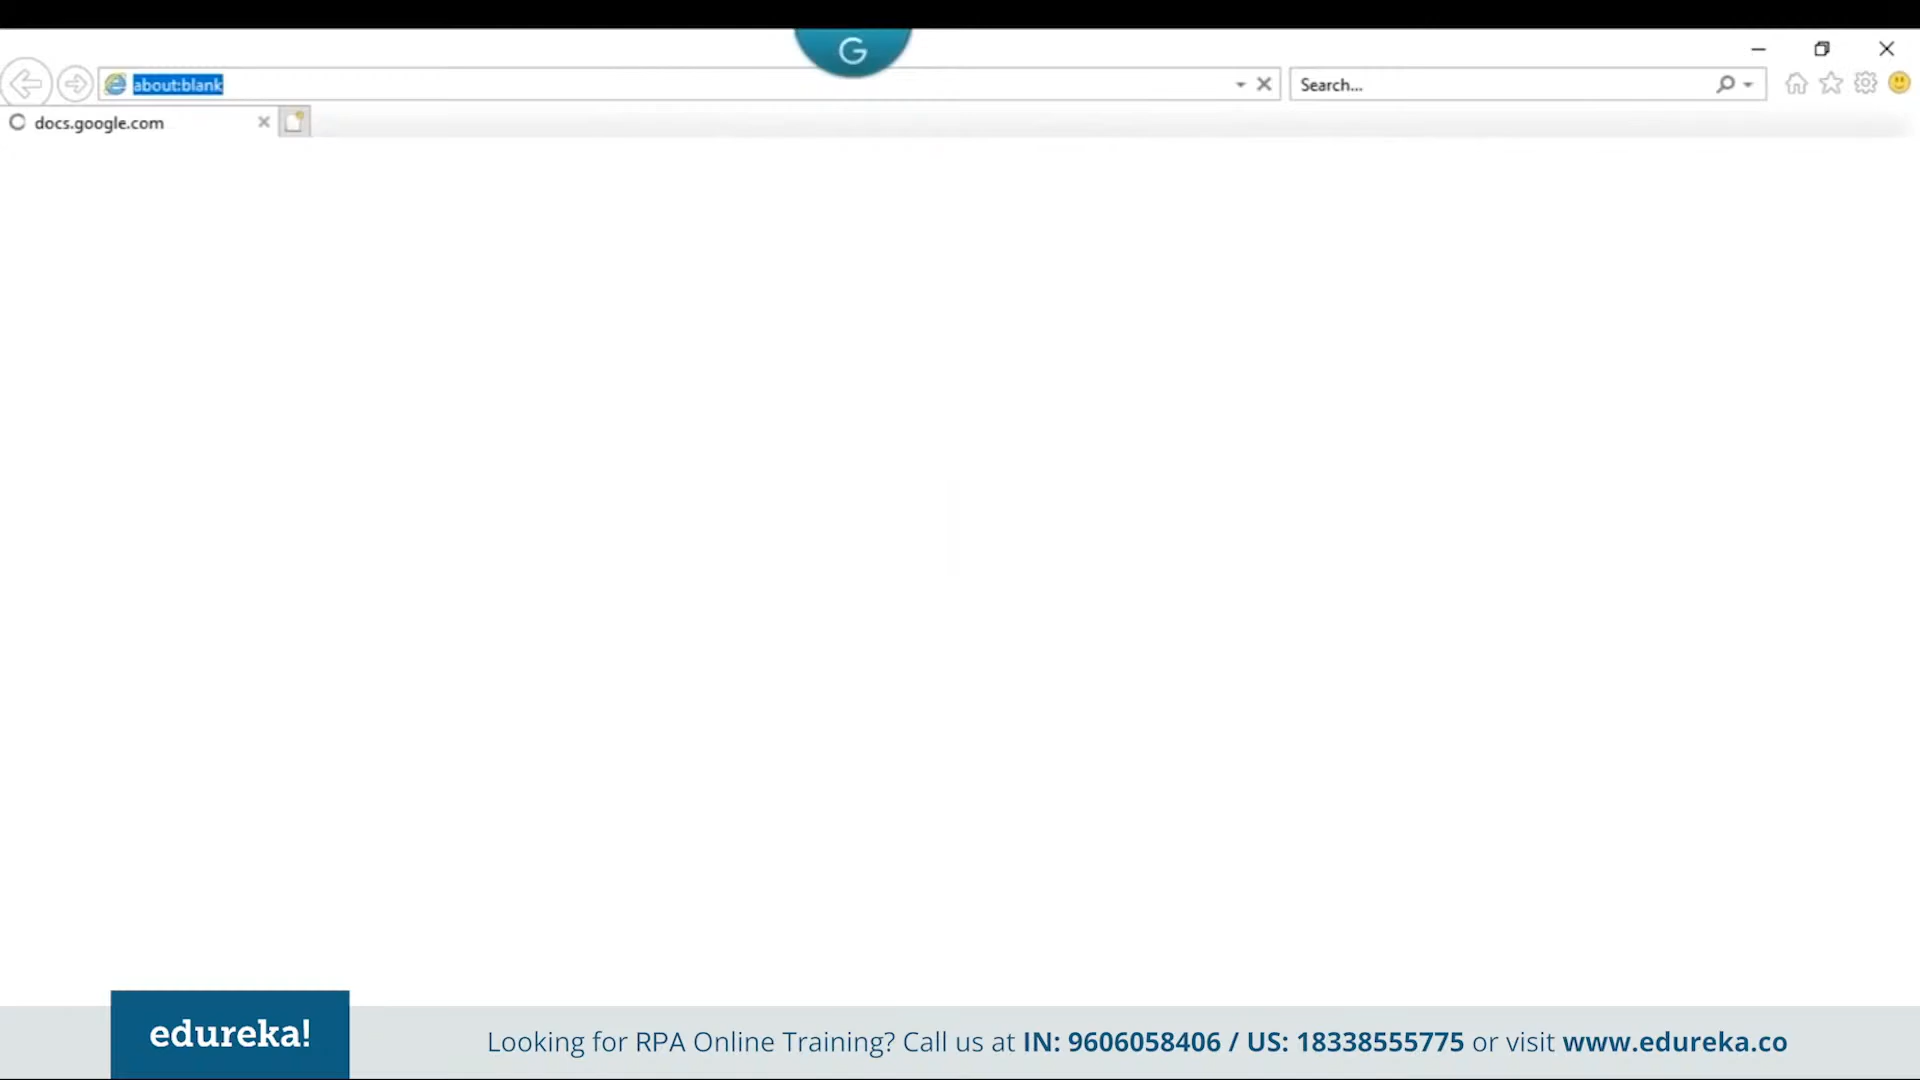 G
about:blank
Search...
docs.google.com
edureka!
Looking for RPA Online Training? Call us at IN: 9606058406 / US: 18338555775 or visit www.edureka.co